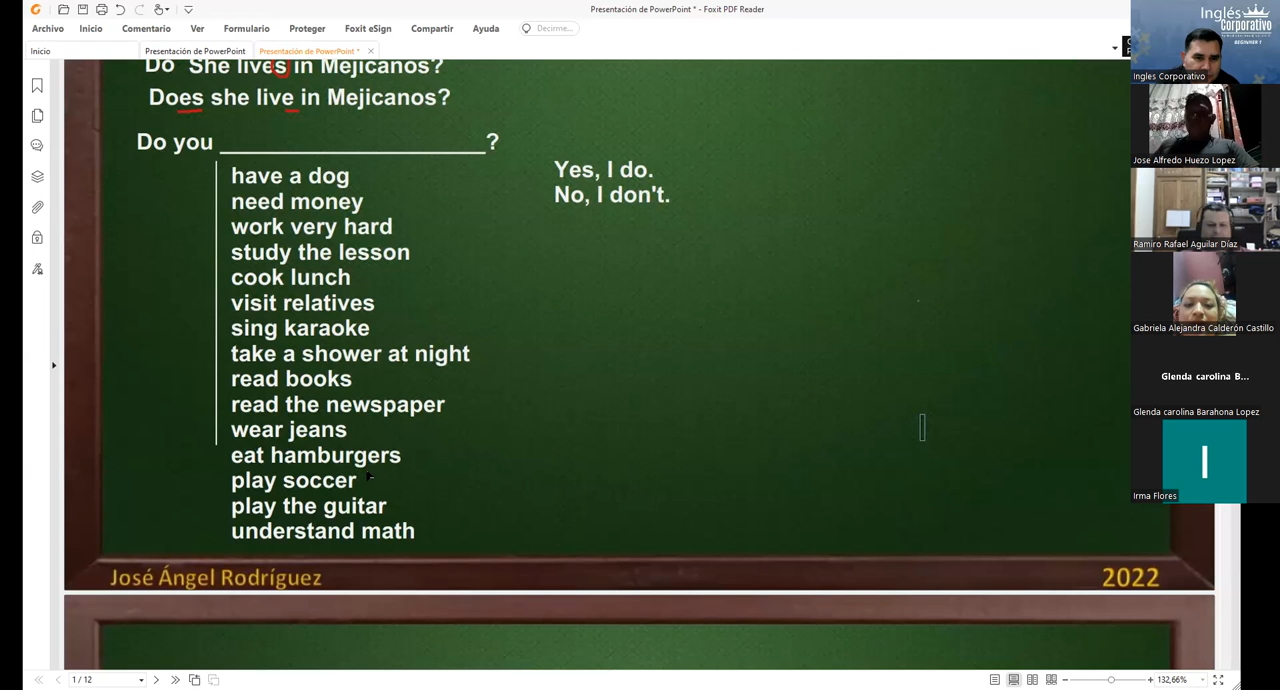 Presentación de PowerPoint * - Foxit PDF Reader
Archivo Inicio Comentario Ver Formulario Proteger Foxit eSign Compartir Ayuda Decirme...
Inicio Presentación de PowerPoint Presentación de PowerPoint *
Do She lives in Mejicanos?
Does she live in Mejicanos?
Do you ______________________?
have a dog
need money
work very hard
study the lesson
cook lunch
visit relatives
sing karaoke
take a shower at night
read books
read the newspaper
wear jeans
eat hamburgers
play soccer
play the guitar
understand math
Yes, I do.
No, I don't.
José Ángel Rodríguez 2022
1 / 12
132,66%
Inglés
Corporativo
BEGINNER 1
Ingles Corporativo
Jose Alfredo Huezo Lopez
Ramiro Rafael Aguilar Díaz
Gabriela Alejandra Calderón Castillo
Glenda carolina B...
Glenda carolina Barahona Lopez
I
Irma Flores